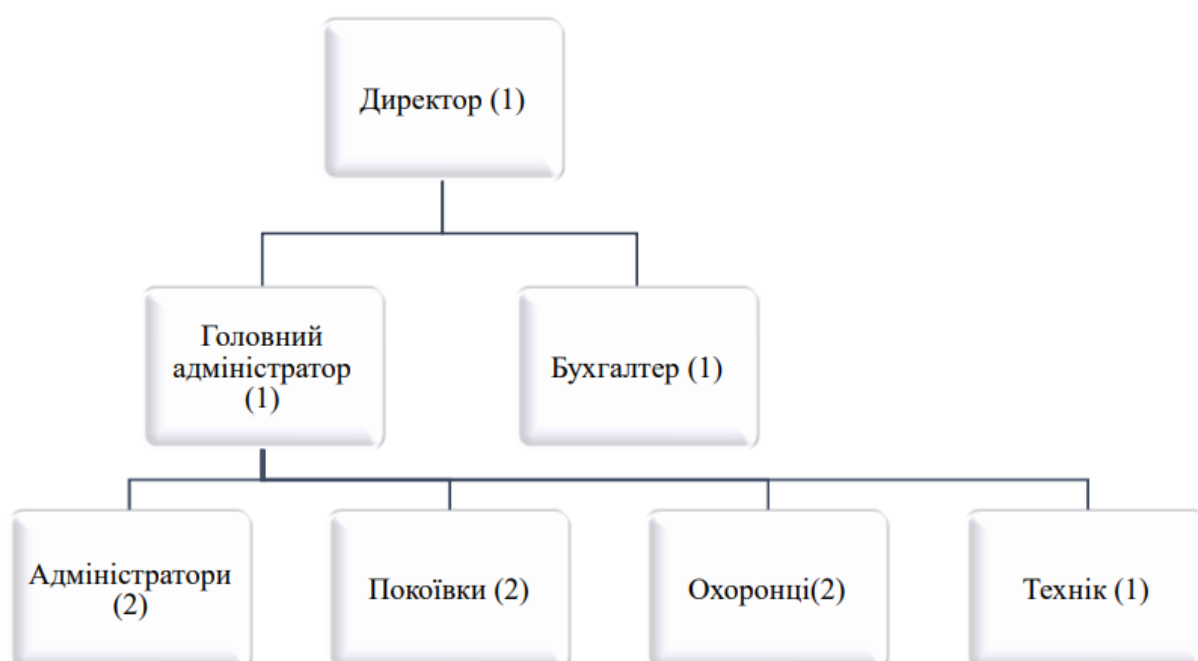 Директор (1)
Головний
адміністратор
(1)
Бухгалтер (1)
Адміністратори
(2)
Покоївки (2)
Охоронці(2)
Технік (1)